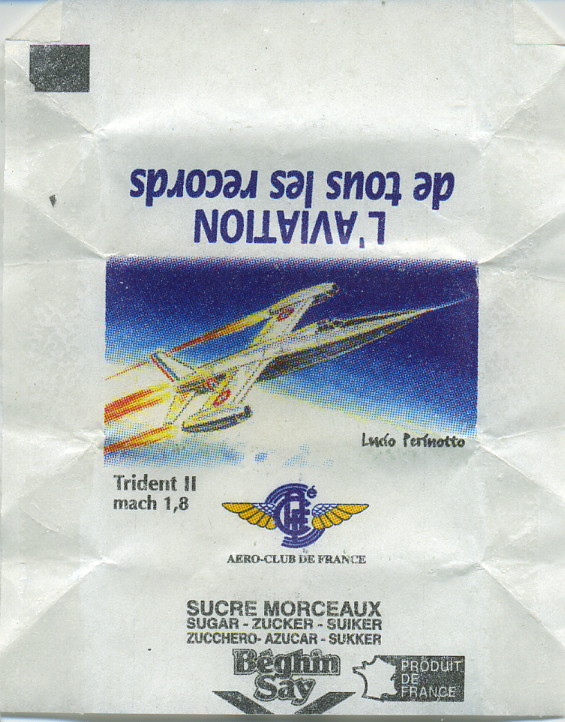 L'AVIATION
de tous les records
Lucio Perinotto
Trident II
mach 1,8
AÉRO-CLUB DE FRANCE
SUCRE MORCEAUX
SUGAR - ZUCKER - SUIKER
ZUCCHERO- AZUCAR - SUKKER
Béghin
Say
PRODUIT
DE
FRANCE